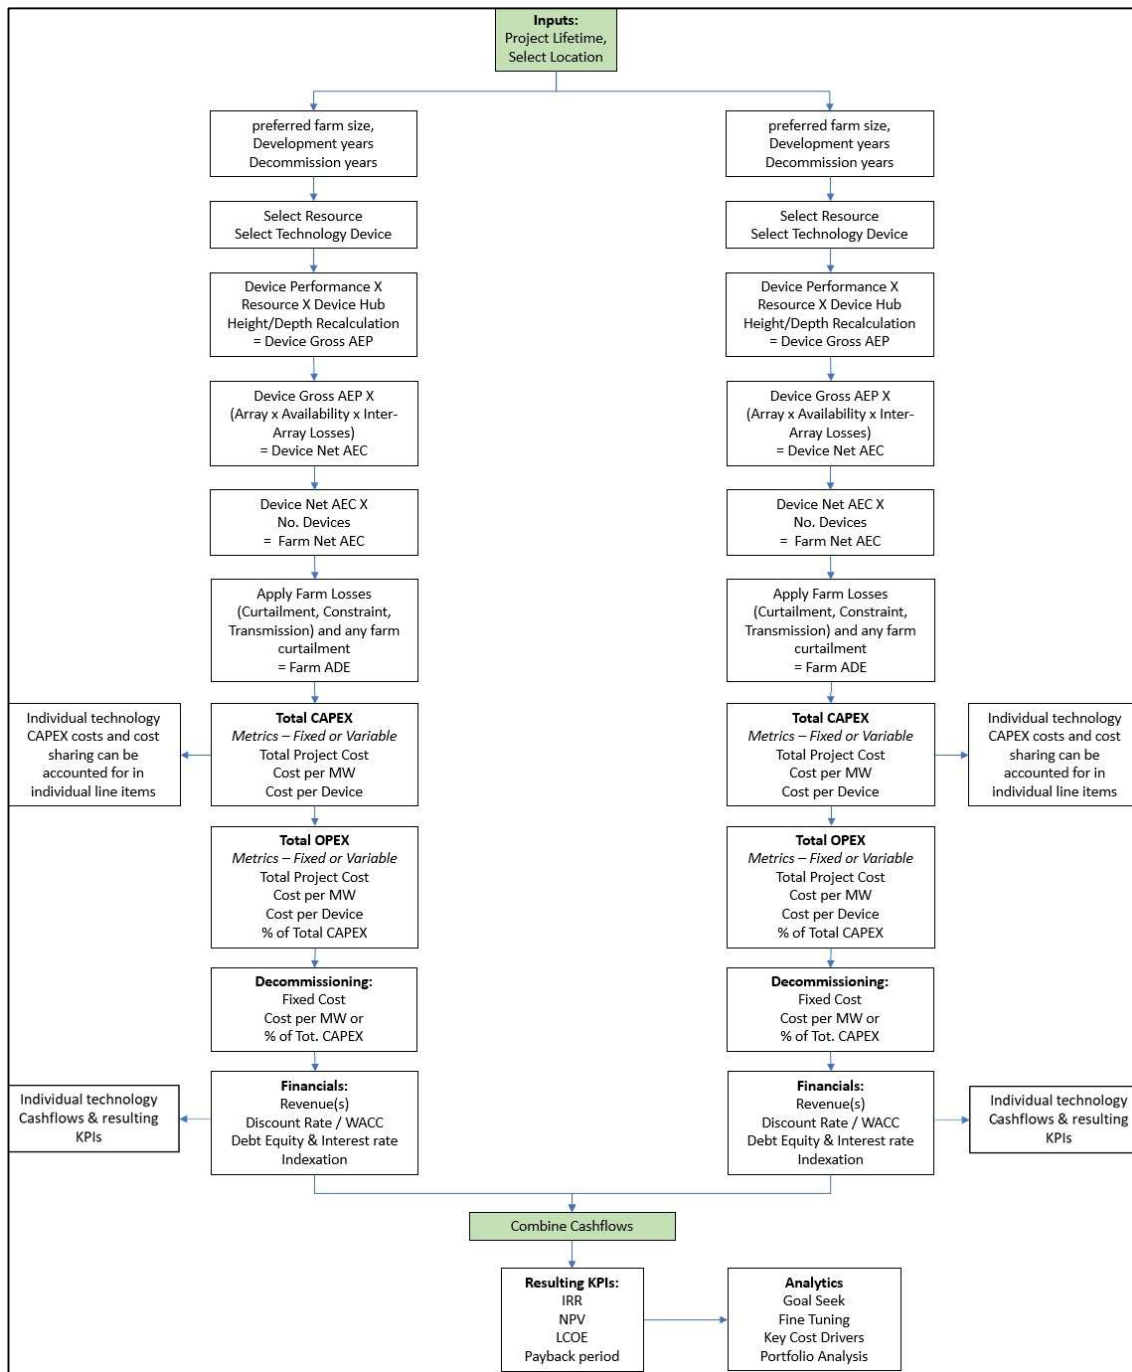 Inputs:
Project Lifetime,
Select Location
preferred farm size,
Development years
Decommission years
Select Resource
Select Technology Device
Device Performance X
Resource X Device Hub
Height/Depth Recalculation
= Device Gross AEP
Device Gross AEP X
(Array x Availability x Inter-
Array Losses)
= Device Net AEC
Device Net AEC X
No. Devices
= Farm Net AEC
Apply Farm Losses
(Curtailment, Constraint,
Transmission) and any farm
curtailment
= Farm ADE
Individual technology
CAPEX costs and cost
sharing can be
accounted for in
individual line items
Total CAPEX
Metrics – Fixed or Variable
Total Project Cost
Cost per MW
Cost per Device
Total OPEX
Metrics – Fixed or Variable
Total Project Cost
Cost per MW
Cost per Device
% of Total CAPEX
Decommissioning:
Fixed Cost
Cost per MW or
% of Tot. CAPEX
Individual technology
Cashflows & resulting
KPIs
Financials:
Revenue(s)
Discount Rate / WACC
Debt Equity & Interest rate
Indexation
preferred farm size,
Development years
Decommission years
Select Resource
Select Technology Device
Device Performance X
Resource X Device Hub
Height/Depth Recalculation
= Device Gross AEP
Device Gross AEP X
(Array x Availability x Inter-
Array Losses)
= Device Net AEC
Device Net AEC X
No. Devices
= Farm Net AEC
Apply Farm Losses
(Curtailment, Constraint,
Transmission) and any farm
curtailment
= Farm ADE
Total CAPEX
Metrics – Fixed or Variable
Total Project Cost
Cost per MW
Cost per Device
Individual technology
CAPEX costs and cost
sharing can be
accounted for in
individual line items
Total OPEX
Metrics – Fixed or Variable
Total Project Cost
Cost per MW
Cost per Device
% of Total CAPEX
Decommissioning:
Fixed Cost
Cost per MW or
% of Tot. CAPEX
Financials:
Revenue(s)
Discount Rate / WACC
Debt Equity & Interest rate
Indexation
Individual technology
Cashflows & resulting
KPIs
Combine Cashflows
Resulting KPIs:
IRR
NPV
LCOE
Payback period
Analytics
Goal Seek
Fine Tuning
Key Cost Drivers
Portfolio Analysis